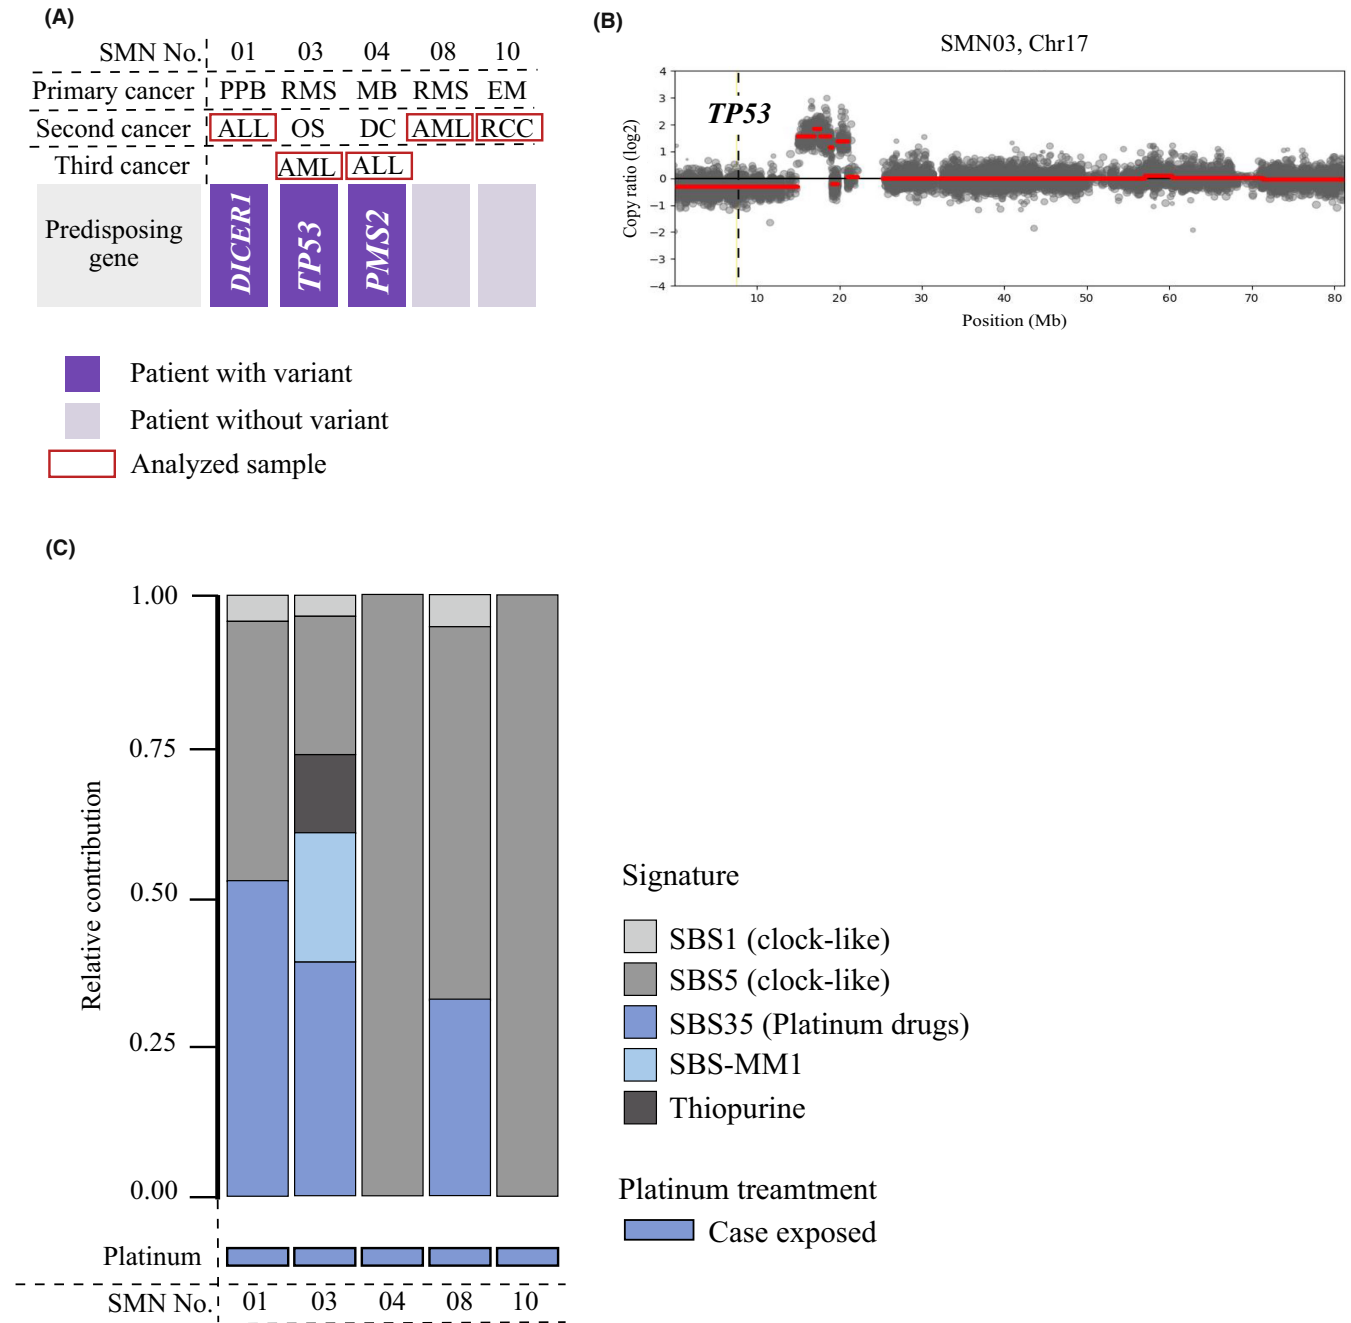 (A)
SMN No. 01 03 04 08 10
Primary cancer PPB RMS MB RMS EM
Second cancer ALL OS DC AML RCC
Third cancer AML ALL
Predisposing
gene
DICER1 TP53 PMS2
Patient with variant
Patient without variant
Analyzed sample
(B)
SMN03, Chr17
Copy ratio (log2)
4
3
2
1
0
−1
−2
−3
−4
TP53
10 20 30 40 50 60 70 80
Position (Mb)
(C)
Relative contribution
1.00
0.75
0.50
0.25
0.00
Platinum
SMN No. 01 03 04 08 10
Signature
SBS1 (clock-like)
SBS5 (clock-like)
SBS35 (Platinum drugs)
SBS-MM1
Thiopurine
Platinum treamtment
Case exposed